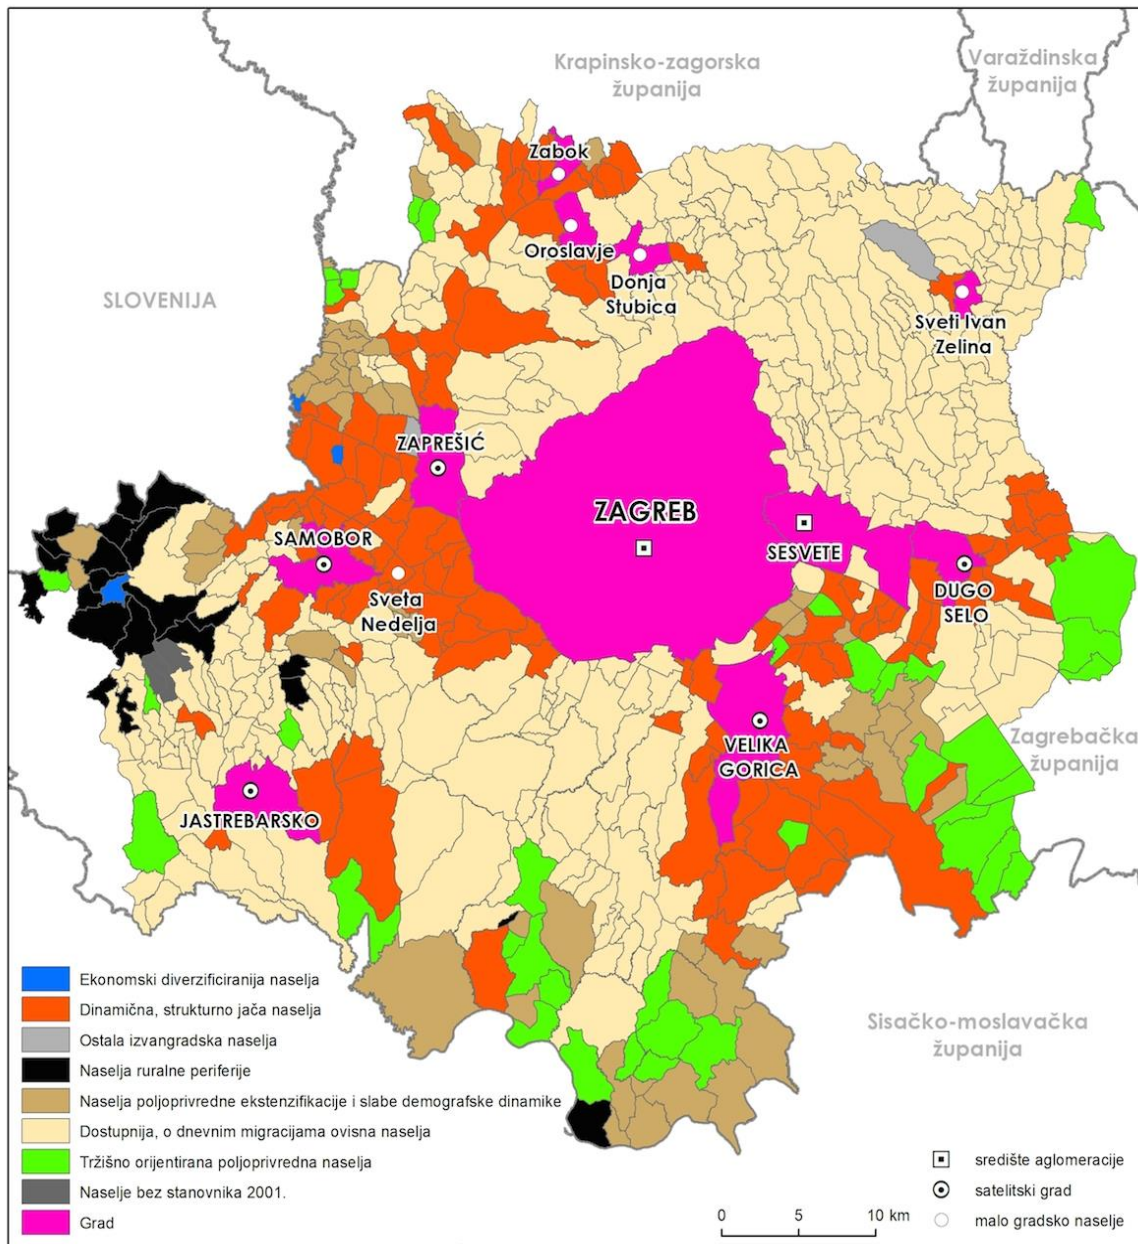 Krapinsko-zagorska
županija
Varaždinska
županija
Zabok
Oroslavje
Donja
Stubica
SLOVENIJA
Sveti Ivan
Zelina
ZAPREŠIĆ
ZAGREB
SESVETE
SAMOBOR
Sveta
Nedelja
DUGO
SELO
VELIKA
GORICA
Zagrebačka
županija
JASTREBARSKO
Sisačko-moslavačka
županija
Ekonomski diverzificiranija naselja
Dinamična, strukturno jača naselja
Ostala izvangradska naselja
Naselja ruralne periferije
Naselja poljoprivredne ekstenzifikacije i slabe demografske dinamike
Dostupnija, o dnevnim migracijama ovisna naselja
Tržišno orijentirana poljoprivredna naselja
Naselje bez stanovnika 2001.
Grad
0 5 10 km
središte aglomeracije
satelitski grad
malo gradsko naselje